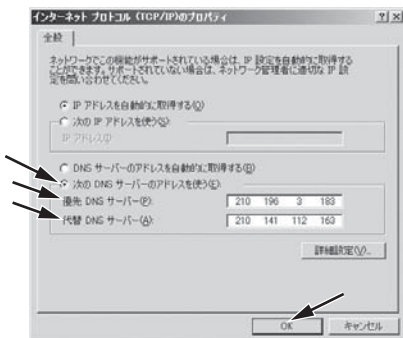 インターネット プロトコル (TCP/IP)のプロパティ
全般
ネットワークでこの機能がサポートされている場合は、IP 設定を自動的に取得する
ことができます。サポートされていない場合は、ネットワーク管理者に適切な IP 設
定を問い合わせてください。
IP アドレスを自動的に取得する(O)
次の IP アドレスを使う(S):
IP アドレス(I):
DNS サーバーのアドレスを自動的に取得する(B)
次の DNS サーバーのアドレスを使う(E):
優先 DNS サーバー(P): 210 196 3 183
代替 DNS サーバー(A): 210 141 112 163
詳細設定(V)...
OK キャンセル